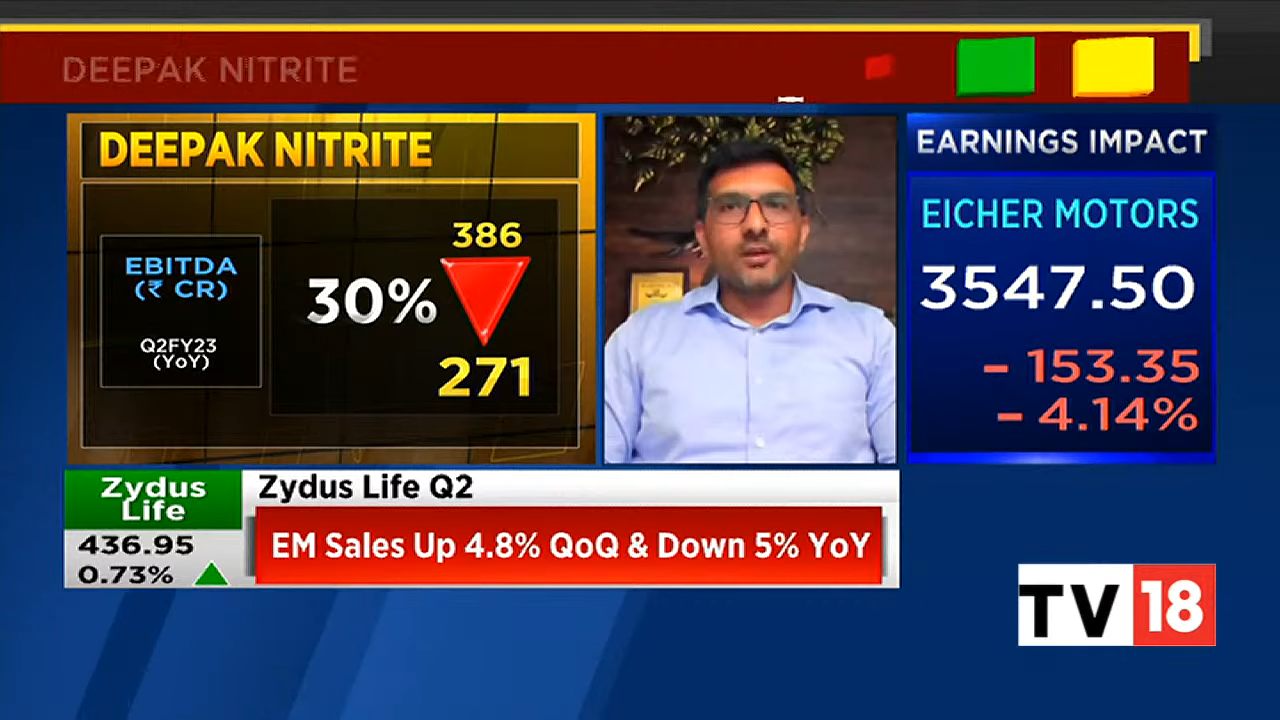 DEEPAK NITRITE
DEEPAK NITRITE
EBITDA
(₹ CR)
Q2FY23
(YoY)
386
30%
271
EARNINGS IMPACT
EICHER MOTORS
3547.50
– 153.35
– 4.14%
Zydus
Life
436.95
0.73%
Zydus Life Q2
EM Sales Up 4.8% QoQ & Down 5% YoY
TV 18